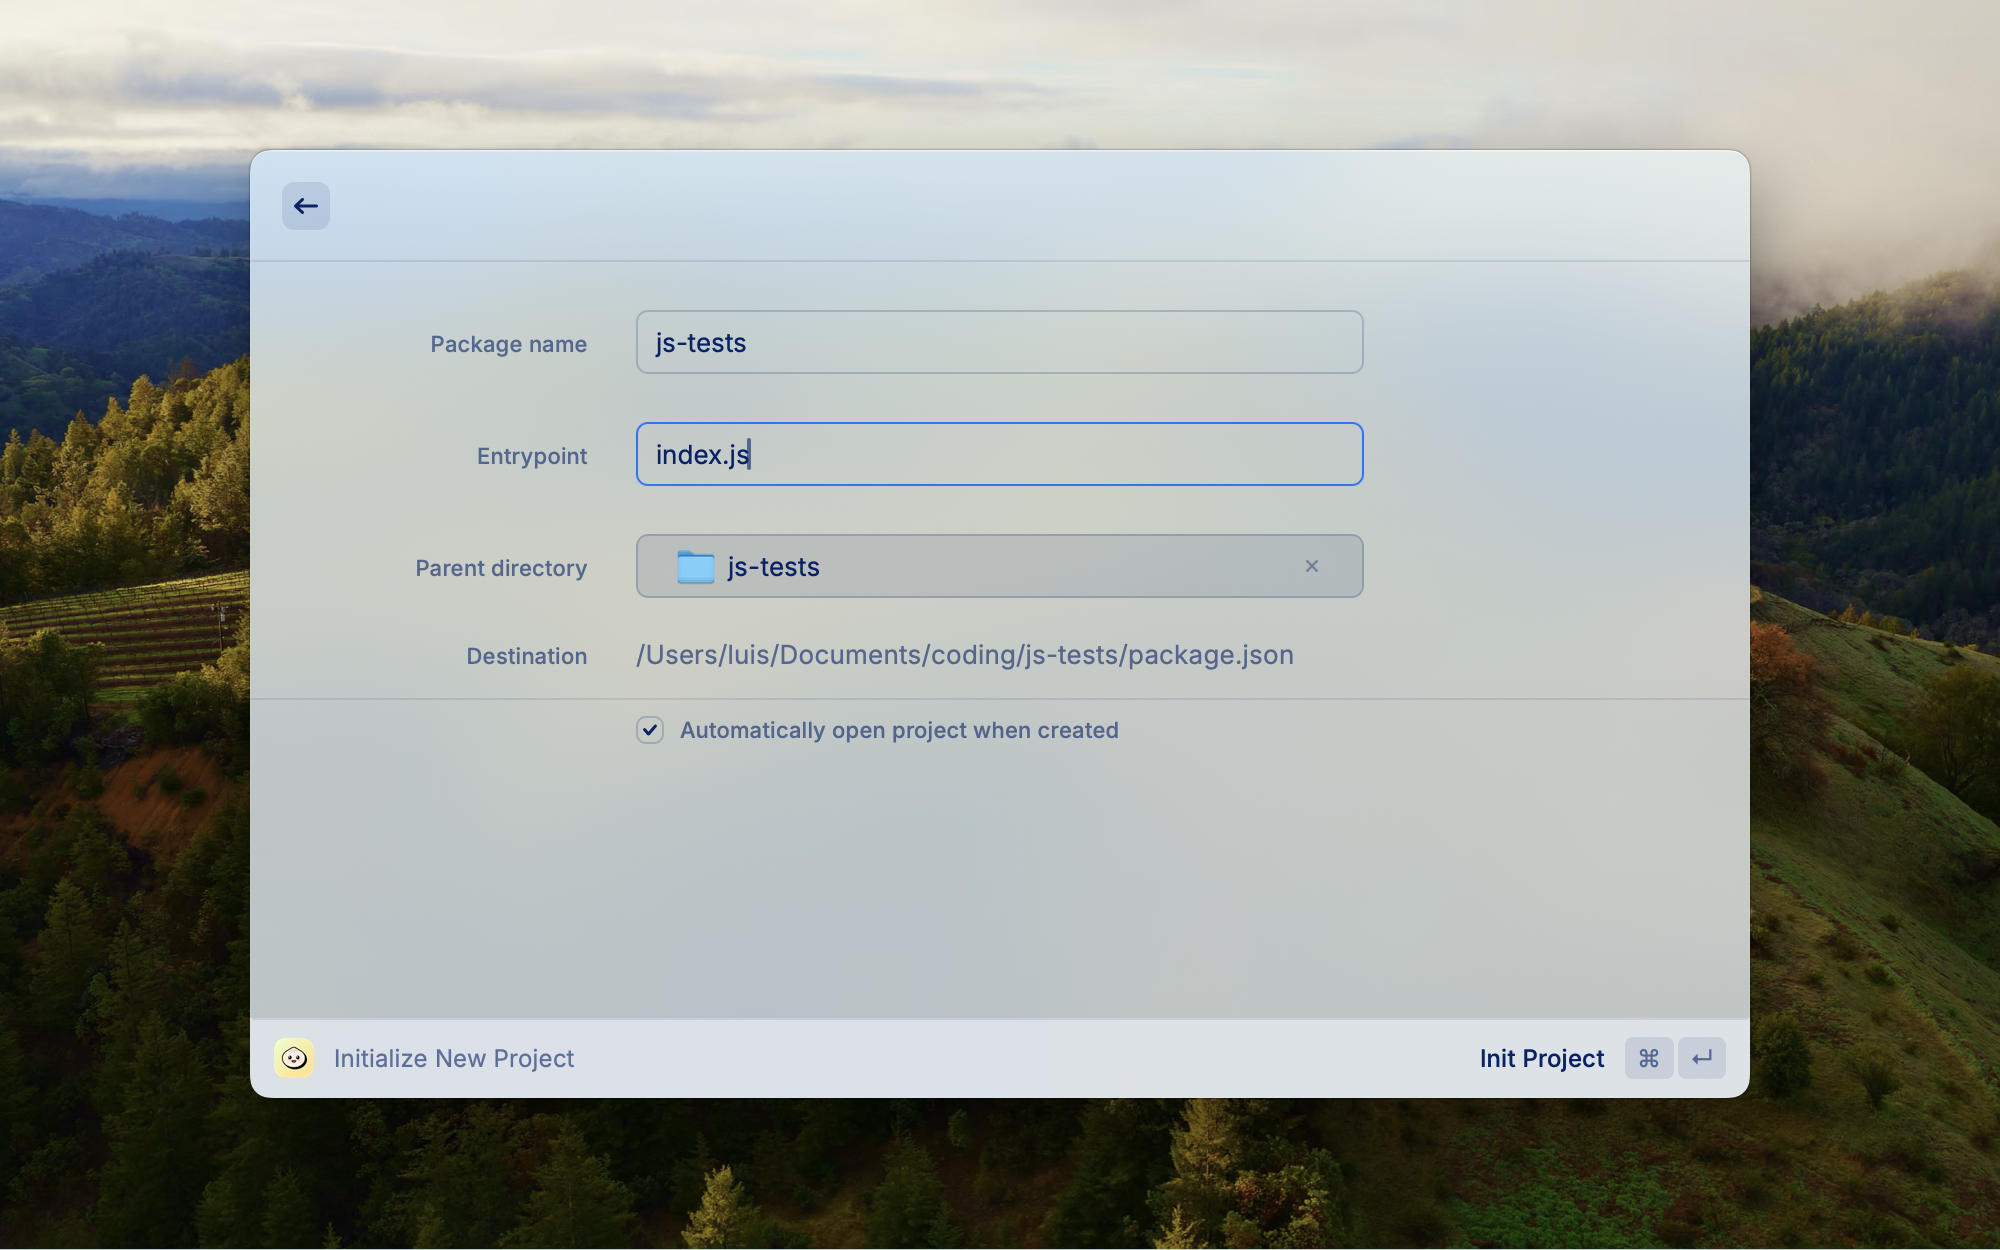 Package name
js-tests
Entrypoint
index.js
Parent directory
js-tests
Destination
/Users/luis/Documents/coding/js-tests/package.json
Automatically open project when created
Initialize New Project
Init Project ⌘ ↵